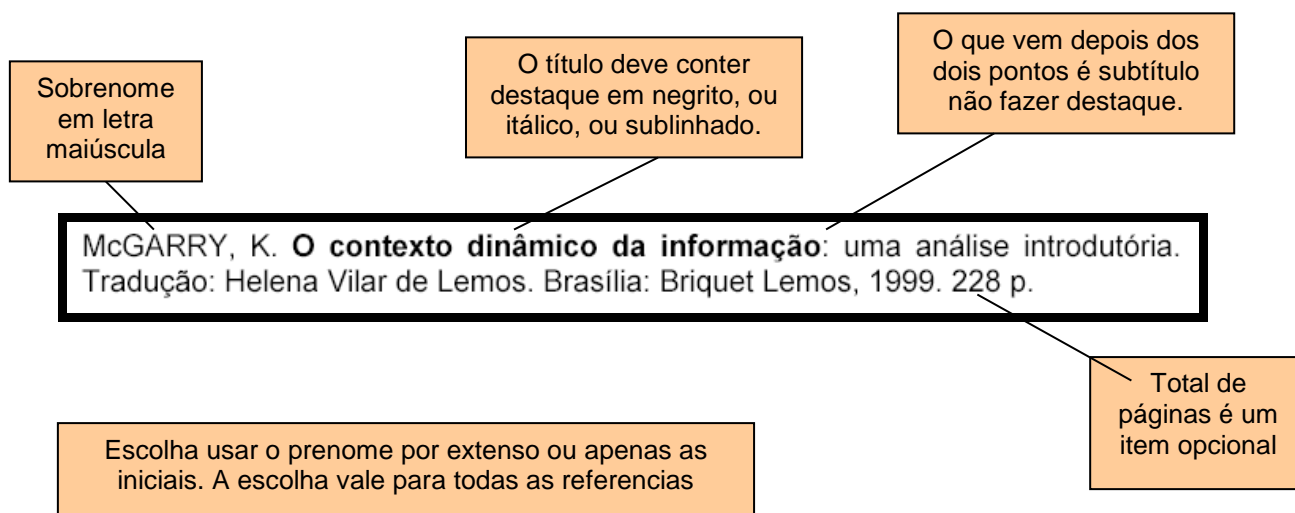 Sobrenome
em letra
maiúscula
O título deve conter
destaque em negrito, ou
itálico, ou sublinhado.
O que vem depois dos
dois pontos é subtítulo
não fazer destaque.
McGARRY, K. O contexto dinâmico da informação: uma análise introdutória.
Tradução: Helena Vilar de Lemos. Brasília: Briquet Lemos, 1999. 228 p.
Total de
páginas é um
item opcional
Escolha usar o prenome por extenso ou apenas as
iniciais. A escolha vale para todas as referencias